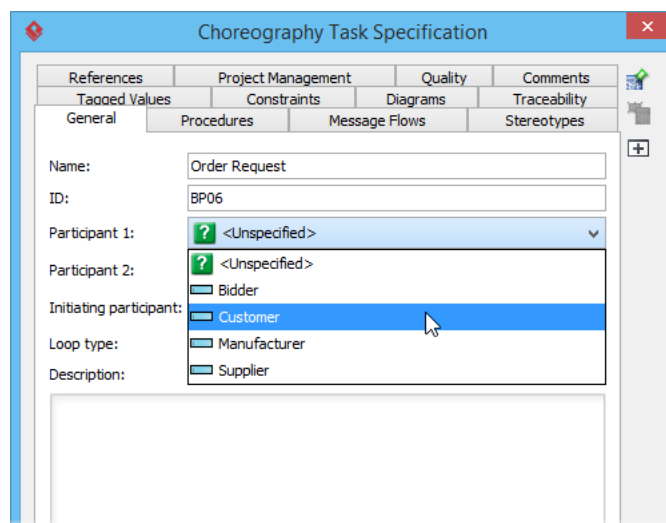 Choreography Task Specification
References Project Management Quality Comments
Tagged Values Constraints Diagrams Traceability
General Procedures Message Flows Stereotypes
Name: Order Request
ID: BP06
Participant 1: ? <Unspecified>
Participant 2: ? <Unspecified>
Bidder
Initiating participant: Customer
Loop type: Manufacturer
Description: Supplier